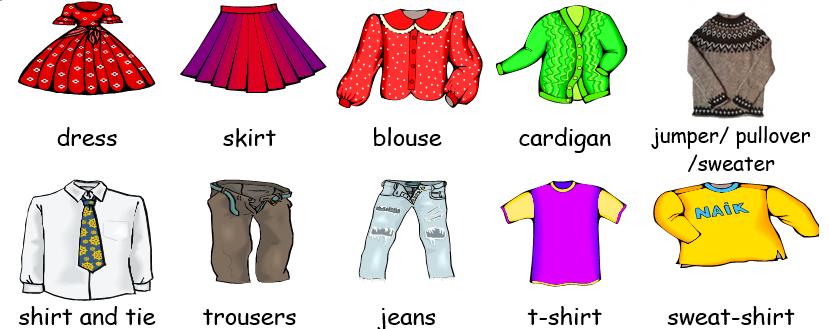 dress
skirt
blouse
cardigan
jumper/ pullover
/sweater
NAiK
shirt and tie
trousers
jeans
t-shirt
sweat-shirt